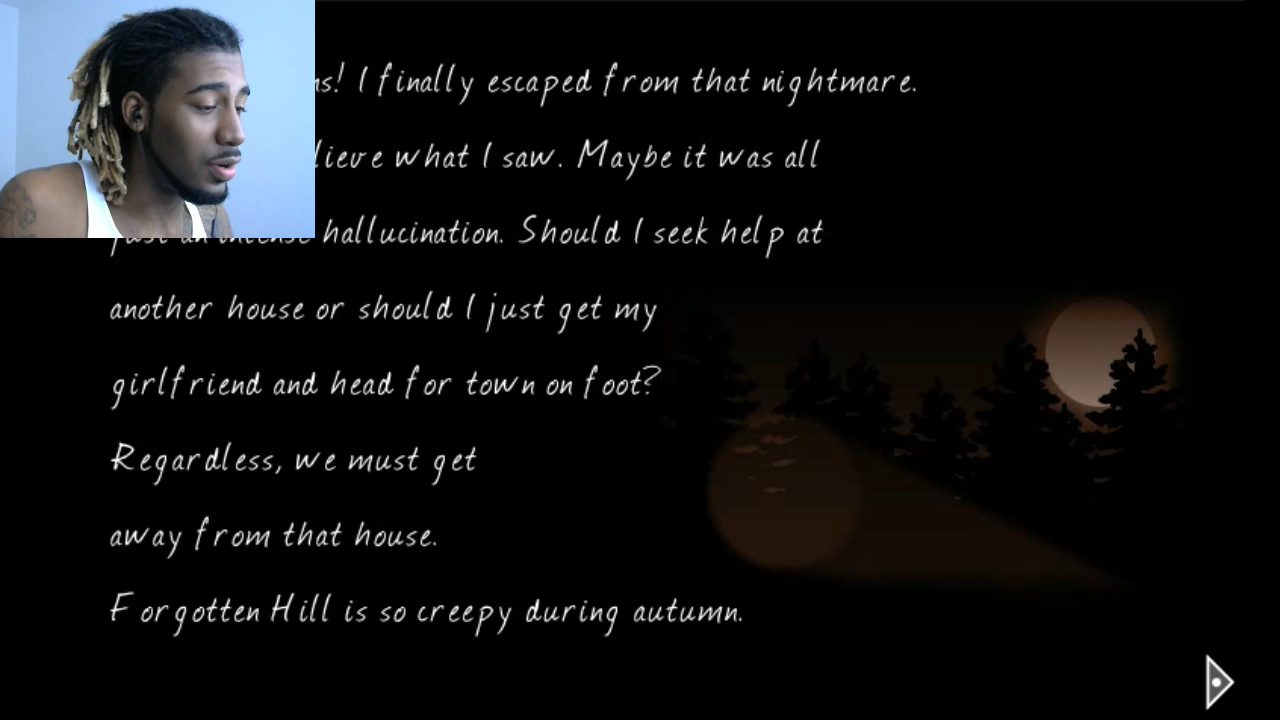 ! I finally escaped from that nightmare.
what I saw. Maybe it was all
hallucination. Should I seek help at
another house or should I just get my
girlfriend and head for town on foot?
Regardless, we must get
away from that house.
Forgotten Hill is so creepy during autumn.